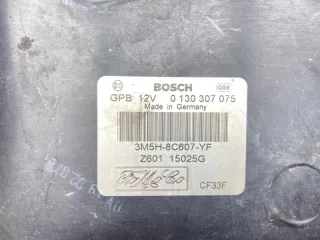 BOSCH
GPB 12V 0 130 307 075
Made in Germany
3M5H-8C607-YF
Z601 15025G
CF33F